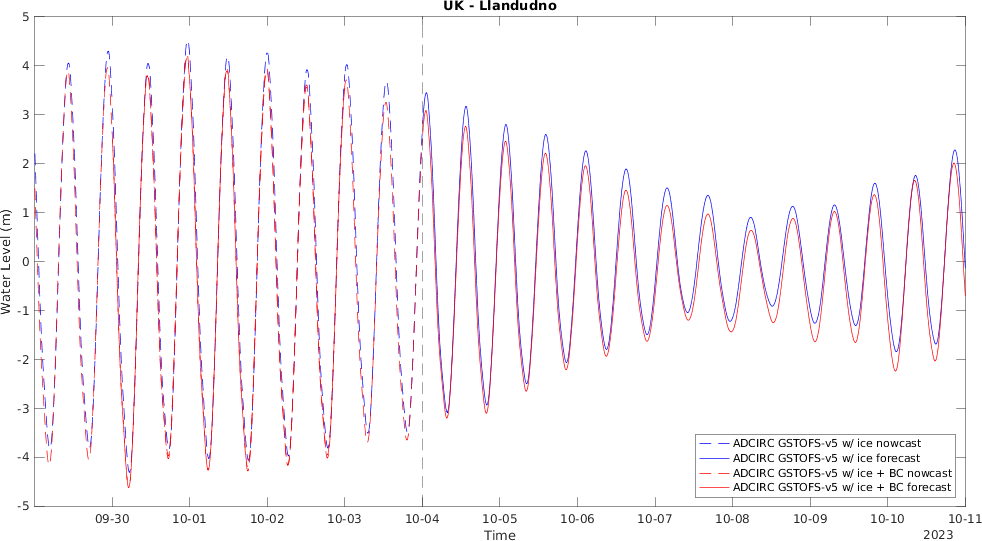 UK - Llandudno
5
4
3
2
1
0
-1
-2
-3
-4
-5
Water Level (m)
ADCIRC GSTOFS-v5 w/ ice nowcast
ADCIRC GSTOFS-v5 w/ ice forecast
ADCIRC GSTOFS-v5 w/ ice + BC nowcast
ADCIRC GSTOFS-v5 w/ ice + BC forecast
09-30 10-01 10-02 10-03 10-04 10-05 10-06 10-07 10-08 10-09 10-10 10-11
Time
2023